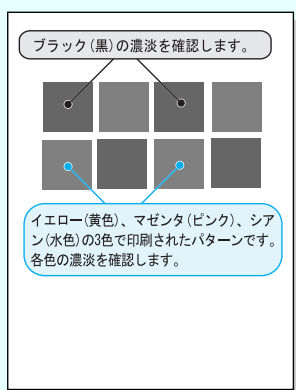 ブラック(黒)の濃淡を確認します。
イエロー(黄色)、マゼンタ(ピンク)、シア
ン(水色)の3色で印刷されたパターンです。
各色の濃淡を確認します。